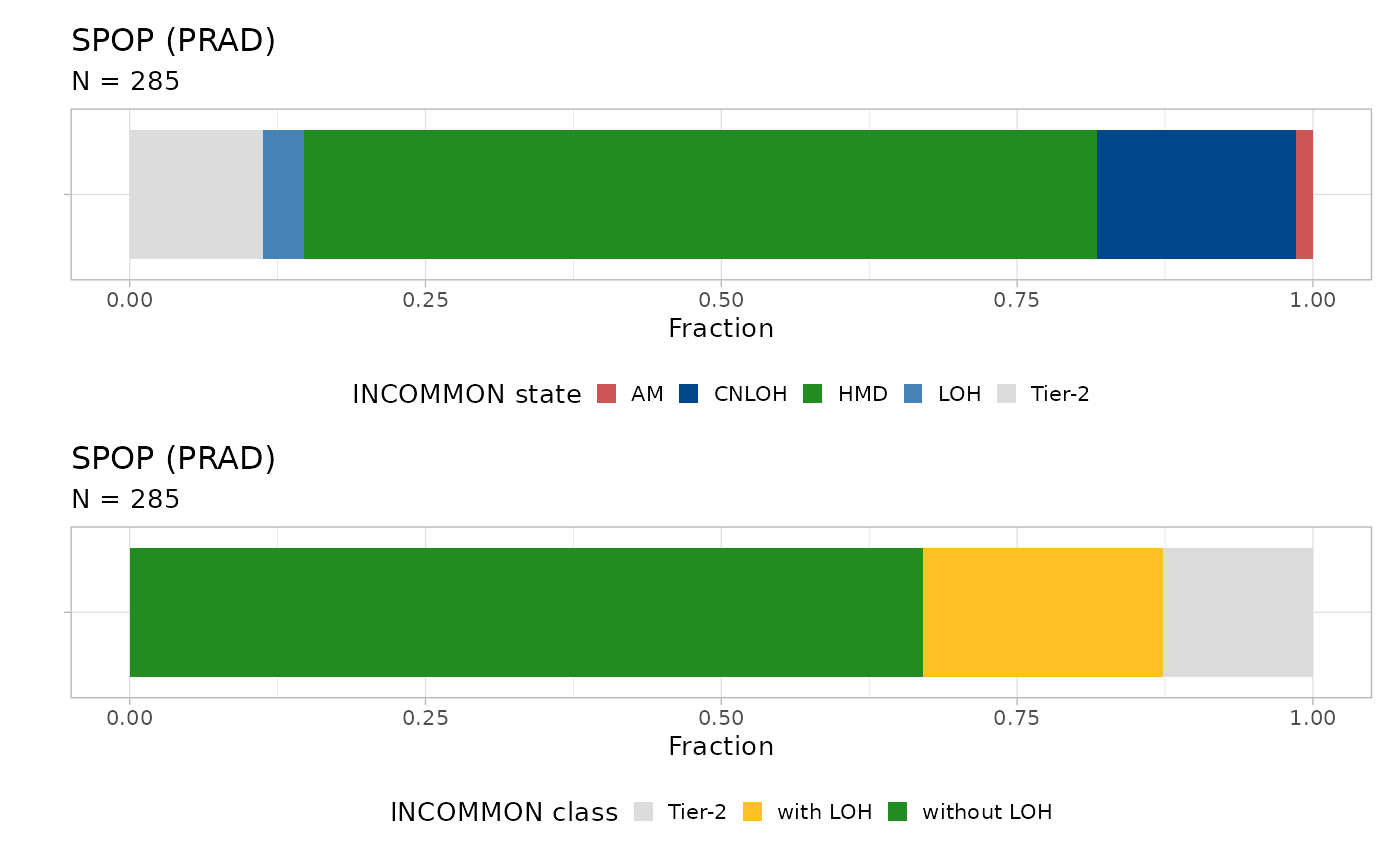 SPOP (PRAD)
N = 285
0.00 0.25 0.50 0.75 1.00
Fraction
INCOMMON state AM CNLOH HMD LOH Tier-2
SPOP (PRAD)
N = 285
0.00 0.25 0.50 0.75 1.00
Fraction
INCOMMON class Tier-2 with LOH without LOH